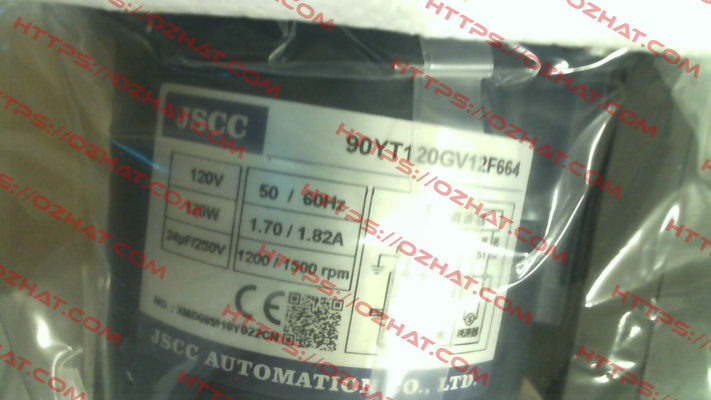 JSCC
90YT120GV12F664
120V
120W
24µF/250V
50 / 60Hz
1.70 / 1.82A
1200 / 1500 rpm
CE
NO. :
JSCC AUTOMATION CO., LTD.
HTTPS://OZHAT.COM